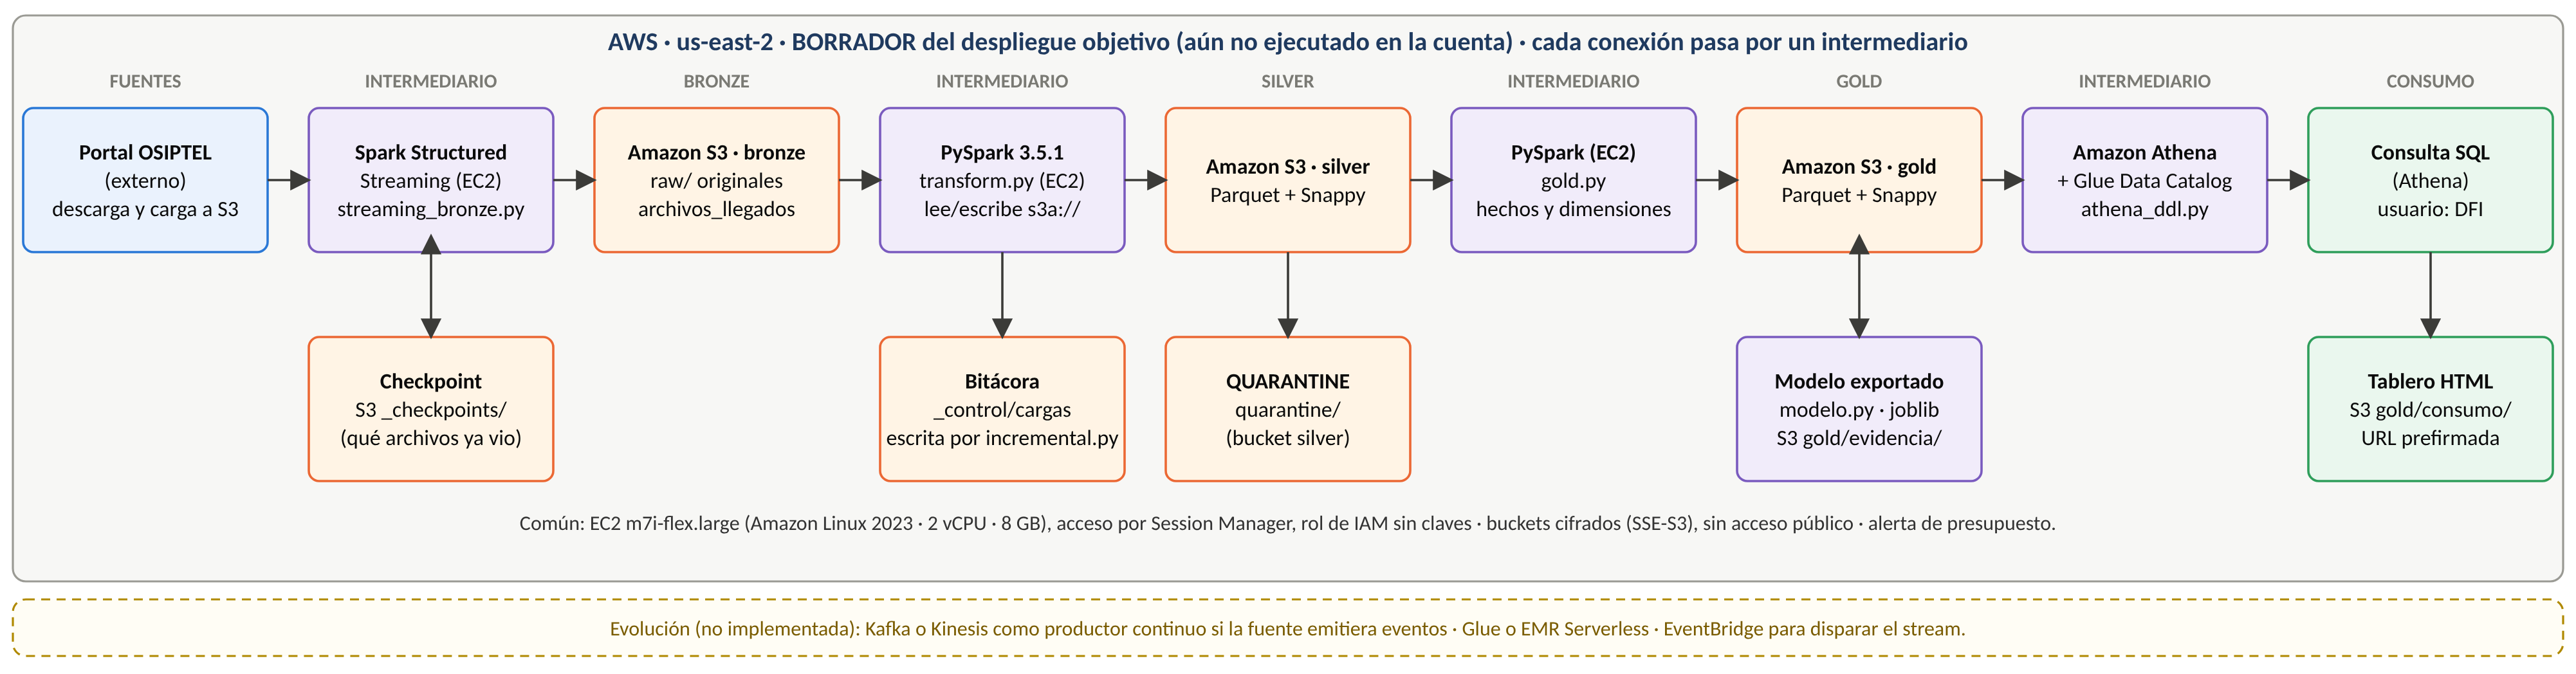 AWS · us-east-2 · BORRADOR del despliegue objetivo (aún no ejecutado en la cuenta) · cada conexión pasa por un intermediario
FUENTES
INTERMEDIARIO
BRONZE
INTERMEDIARIO
SILVER
INTERMEDIARIO
GOLD
INTERMEDIARIO
CONSUMO
Portal OSIPTEL
(externo)
descarga y carga a S3
Spark Structured
Streaming (EC2)
streaming_bronze.py
Amazon S3 · bronze
raw/ originales
archivos_llegados
PySpark 3.5.1
transform.py (EC2)
lee/escribe s3a://
Amazon S3 · silver
Parquet + Snappy
PySpark (EC2)
gold.py
hechos y dimensiones
Amazon S3 · gold
Parquet + Snappy
Amazon Athena
+ Glue Data Catalog
athena_ddl.py
Consulta SQL
(Athena)
usuario: DFI
Checkpoint
S3 _checkpoints/
(qué archivos ya vio)
Bitácora
_control/cargas
escrita por incremental.py
QUARANTINE
quarantine/
(bucket silver)
Modelo exportado
modelo.py · joblib
S3 gold/evidencia/
Tablero HTML
S3 gold/consumo/
URL prefirmada
Común: EC2 m7i-flex.large (Amazon Linux 2023 · 2 vCPU · 8 GB), acceso por Session Manager, rol de IAM sin claves · buckets cifrados (SSE-S3), sin acceso público · alerta de presupuesto.
Evolución (no implementada): Kafka o Kinesis como productor continuo si la fuente emitiera eventos · Glue o EMR Serverless · EventBridge para disparar el stream.